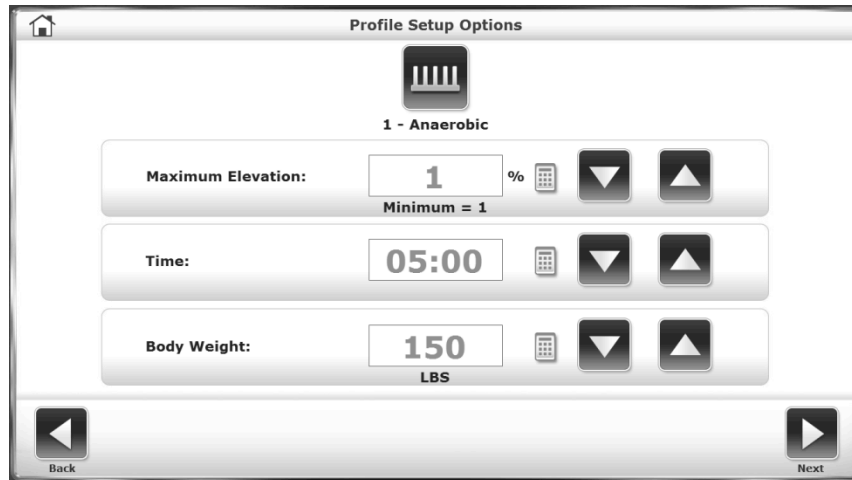 Profile Setup Options
1 - Anaerobic
Maximum Elevation: 1 %
Minimum = 1
Time: 05:00
Body Weight: 150
LBS
Back Next